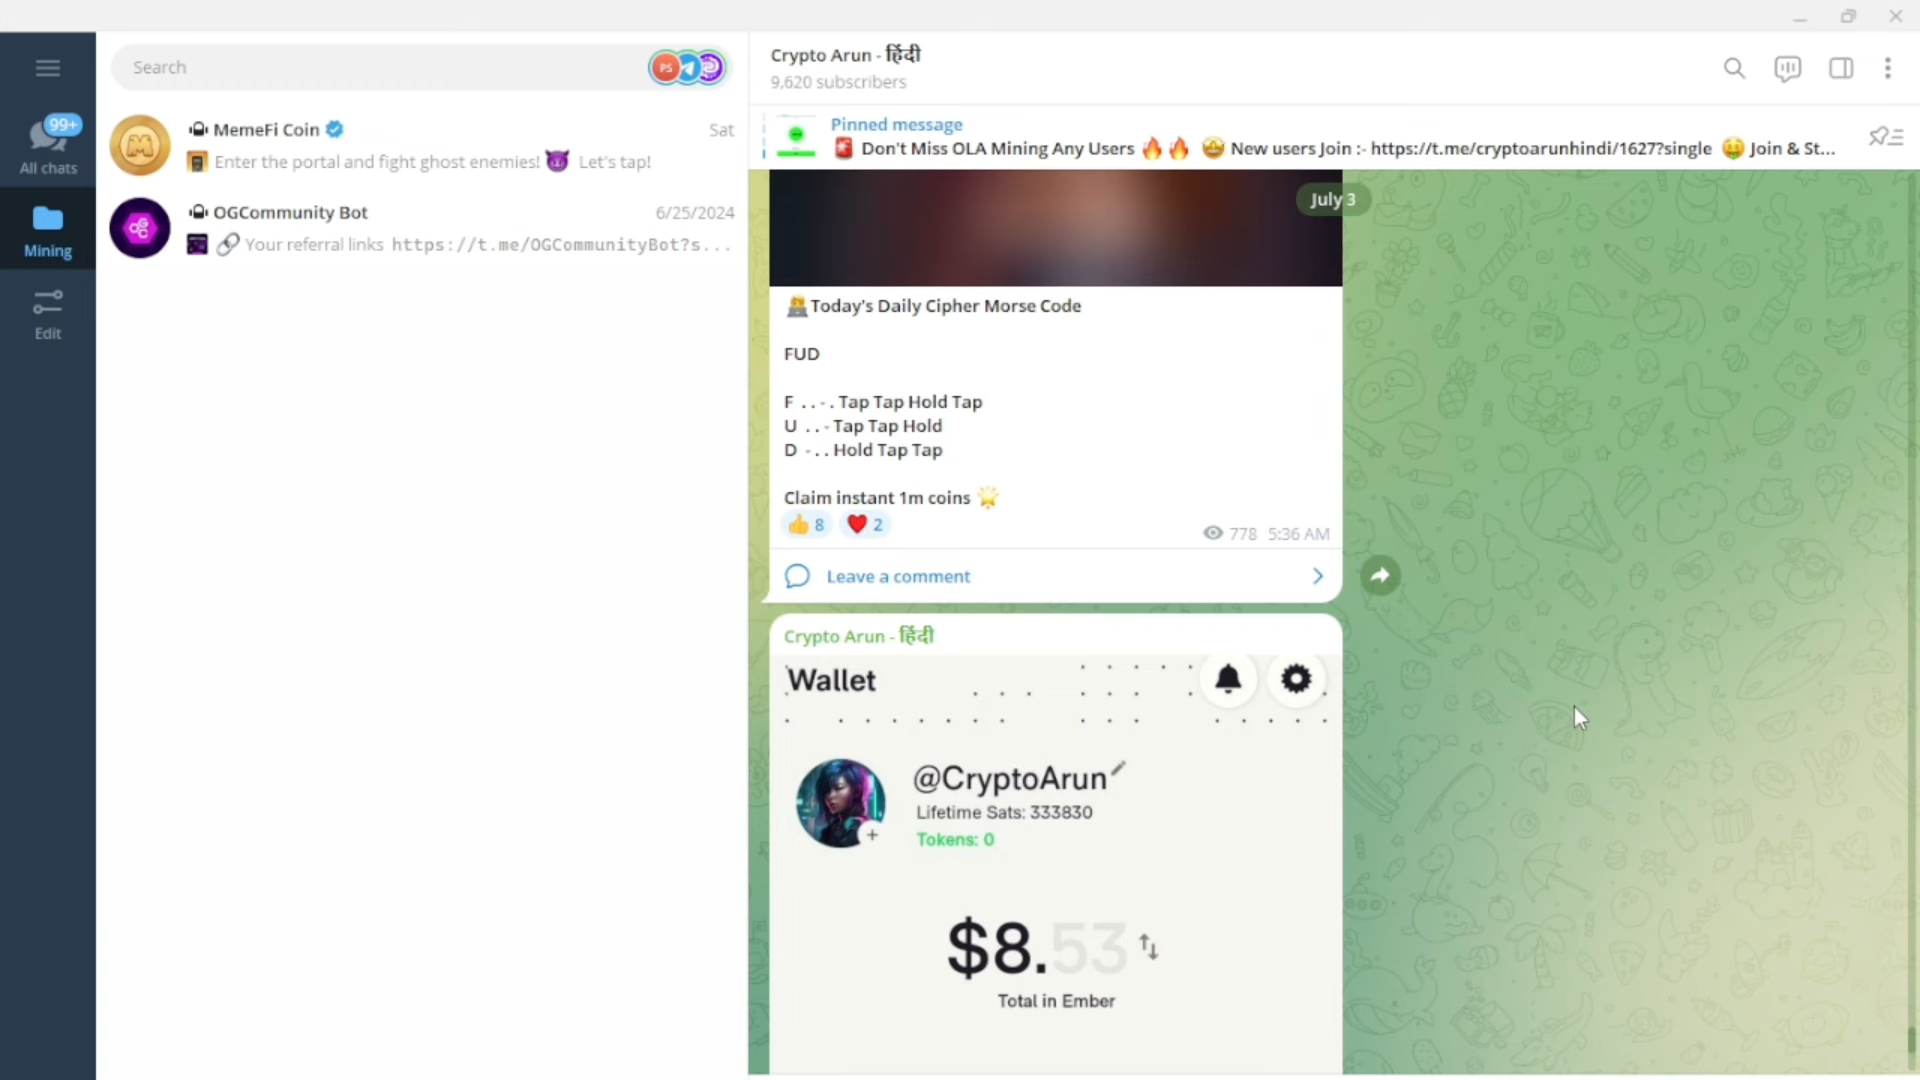 Search
PS
99+
All chats
Mining
Edit
MemeFi Coin
Sat
Enter the portal and fight ghost enemies! 😈 Let's tap!
OGCommunity Bot
6/25/2024
🔗 Your referral links https://t.me/OGCommunityBot?s...
Crypto Arun - हिंदी
9,620 subscribers
Pinned message
🚨 Don't Miss OLA Mining Any Users 🔥🔥 🤩 New users Join :- https://t.me/cryptoarunhindi/1627?single 🤑 Join & St...
July 3
🧑‍💻Today's Daily Cipher Morse Code
FUD
F . . - . Tap Tap Hold Tap
U . . - Tap Tap Hold
D - . . Hold Tap Tap
Claim instant 1m coins 🌟
👍 8 ❤️ 2
778 5:36 AM
Leave a comment
Crypto Arun - हिंदी
Wallet
@CryptoArun
Lifetime Sats: 333830
Tokens: 0
$8.53
Total in Ember